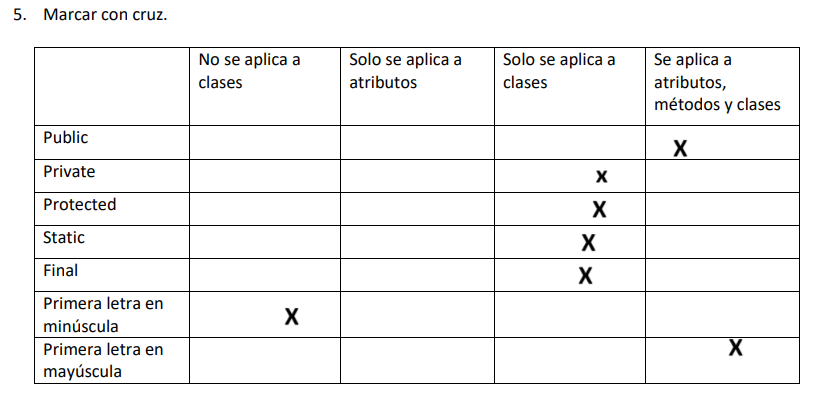 5. Marcar con cruz.
No se aplica a
clases
Solo se aplica a
atributos
Solo se aplica a
clases
Se aplica a
atributos,
métodos y clases
Public X
Private x
Protected X
Static X
Final X
Primera letra en
minúscula
X
Primera letra en
mayúscula
X